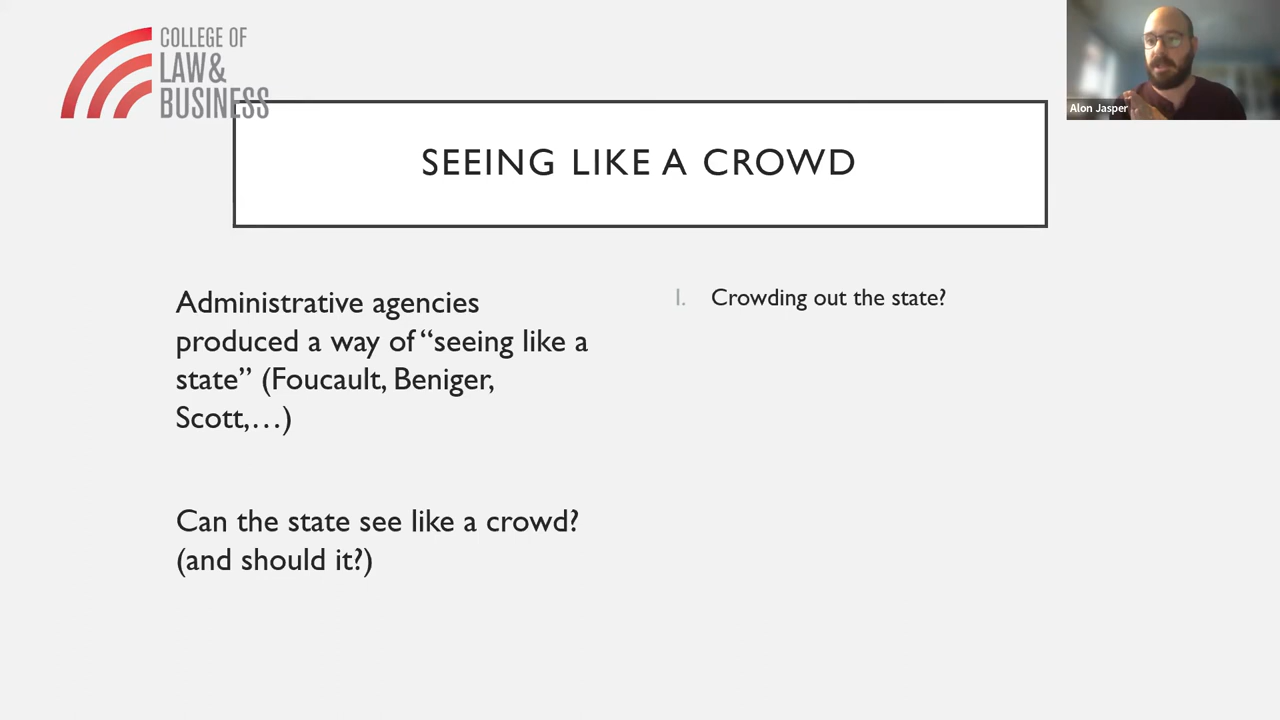 COLLEGE OF
LAW&
BUSINESS
Alon Jasper
SEEING LIKE A CROWD
Administrative agencies
produced a way of “seeing like a
state” (Foucault, Beniger,
Scott,…)
Can the state see like a crowd?
(and should it?)
I. Crowding out the state?